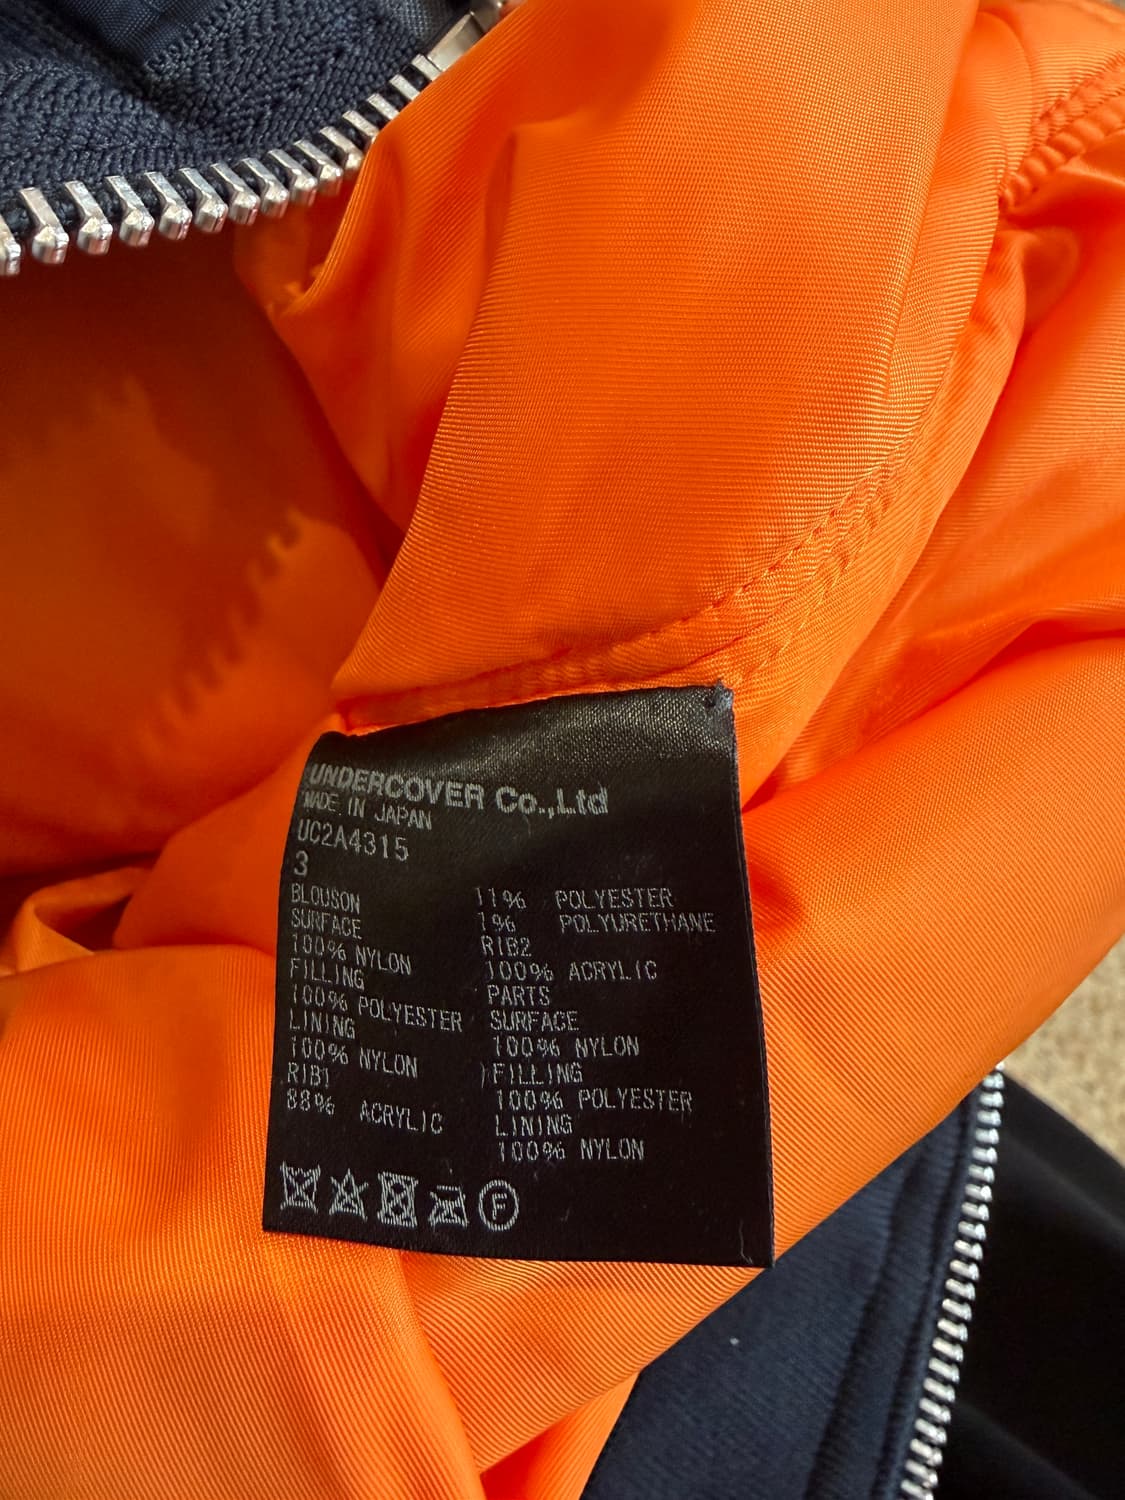 UNDERCOVER Co.,Ltd
MADE IN JAPAN
UC2A4315
3
BLOUSON
SURFACE
100% NYLON
FILLING
100% POLYESTER
LINING
100% NYLON
RIB1
88% ACRYLIC
11% POLYESTER
1% POLYURETHANE
RIB2
100% ACRYLIC
PARTS
SURFACE
100% NYLON
FILLING
100% POLYESTER
LINING
100% NYLON
F